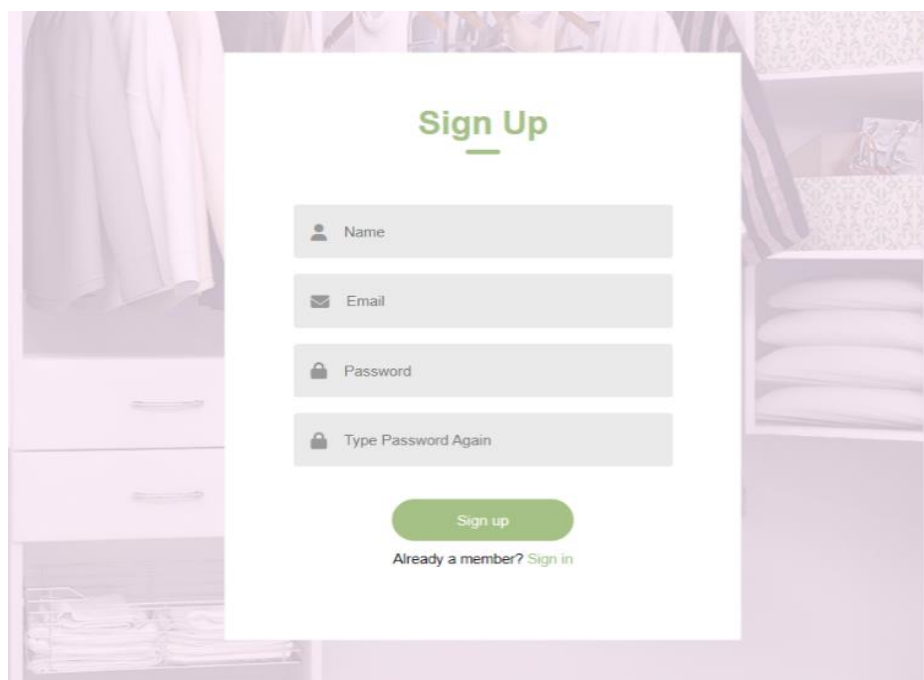 Sign Up
Name
Email
Password
Type Password Again
Sign up
Already a member? Sign in